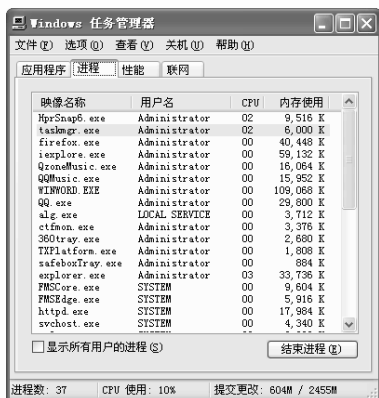 Windows 任务管理器
文件(F) 选项(O) 查看(V) 关机(U) 帮助(H)
应用程序 进程 性能 联网
映像名称 用户名 CPU 内存使用
HprSnap6.exe Administrator 02 9,516 K
taskmgr.exe Administrator 02 6,000 K
firefox.exe Administrator 00 40,448 K
iexplore.exe Administrator 00 59,132 K
QzoneMusic.exe Administrator 00 16,064 K
QQMusic.exe Administrator 00 15,952 K
WINWORD.EXE Administrator 00 109,068 K
QQ.exe Administrator 00 29,800 K
alg.exe LOCAL SERVICE 00 3,712 K
ctfmon.exe Administrator 00 3,376 K
360tray.exe Administrator 00 2,680 K
TXPlatform.exe Administrator 00 1,808 K
safeboxTray.exe Administrator 00 884 K
explorer.exe Administrator 03 33,736 K
FMSCore.exe SYSTEM 00 9,604 K
FMSEdge.exe SYSTEM 00 5,916 K
httpd.exe SYSTEM 00 17,984 K
svchost.exe SYSTEM 00 4,340 K
显示所有用户的进程(S) 结束进程(E)
进程数: 37 CPU 使用: 10% 提交更改: 604M / 2455M